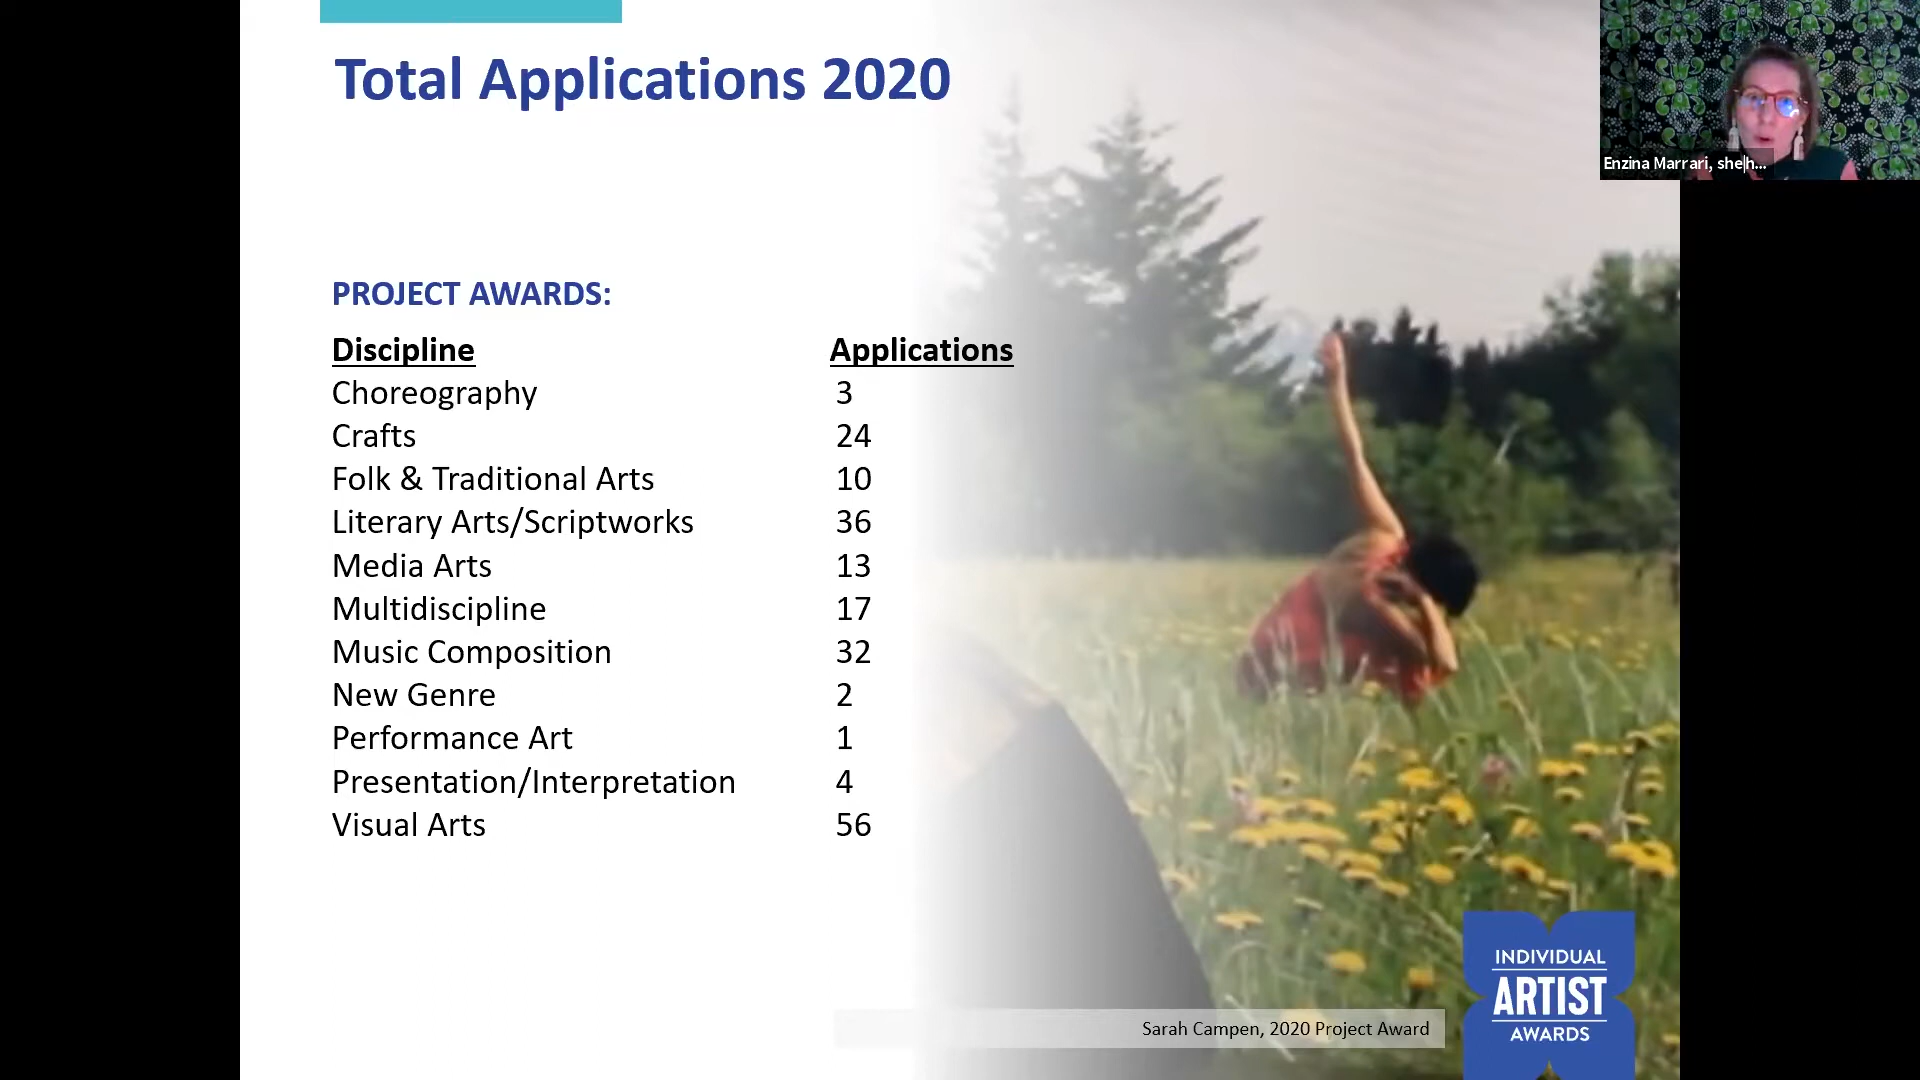 Total Applications 2020
Enzina Marrari, she|h...
PROJECT AWARDS:
Discipline Applications
Choreography 3
Crafts 24
Folk & Traditional Arts 10
Literary Arts/Scriptworks 36
Media Arts 13
Multidiscipline 17
Music Composition 32
New Genre 2
Performance Art 1
Presentation/Interpretation 4
Visual Arts 56
INDIVIDUAL
ARTIST
AWARDS
Sarah Campen, 2020 Project Award